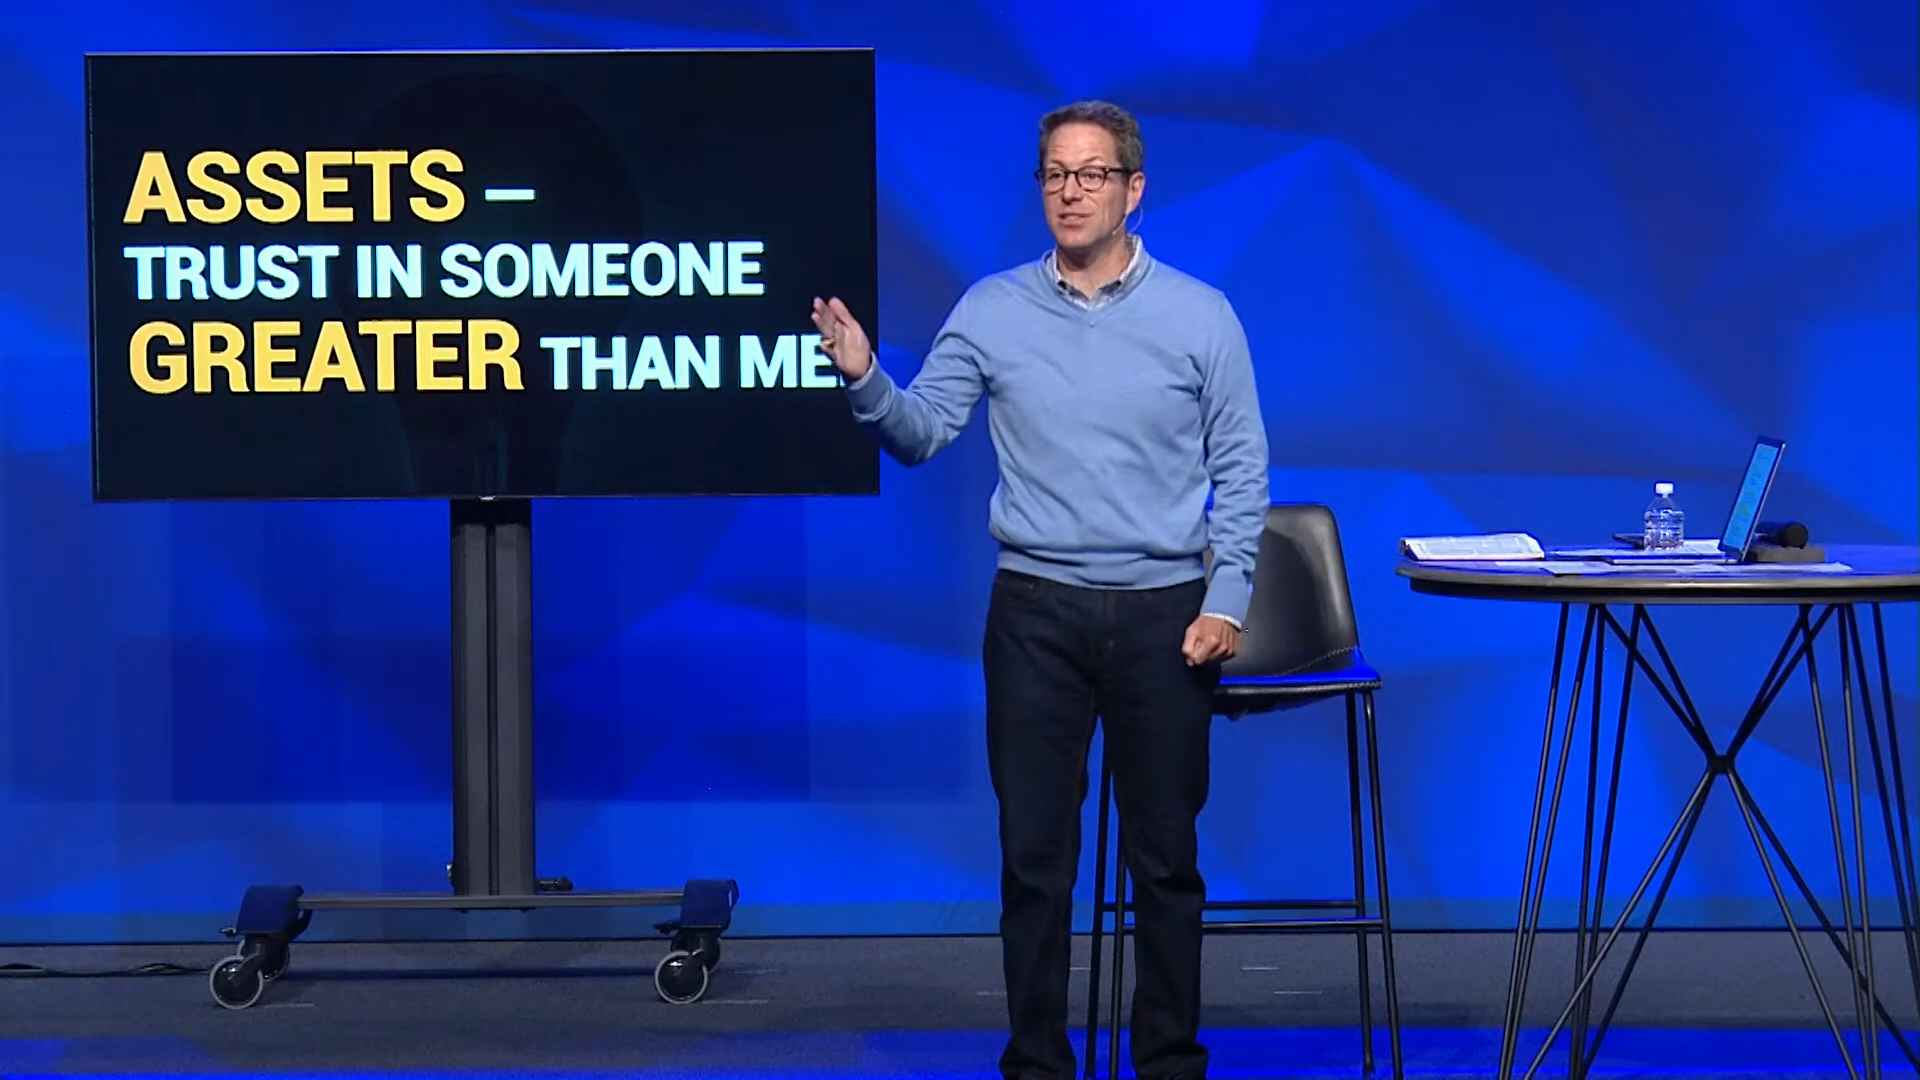 ASSETS –
TRUST IN SOMEONE
GREATER THAN ME.